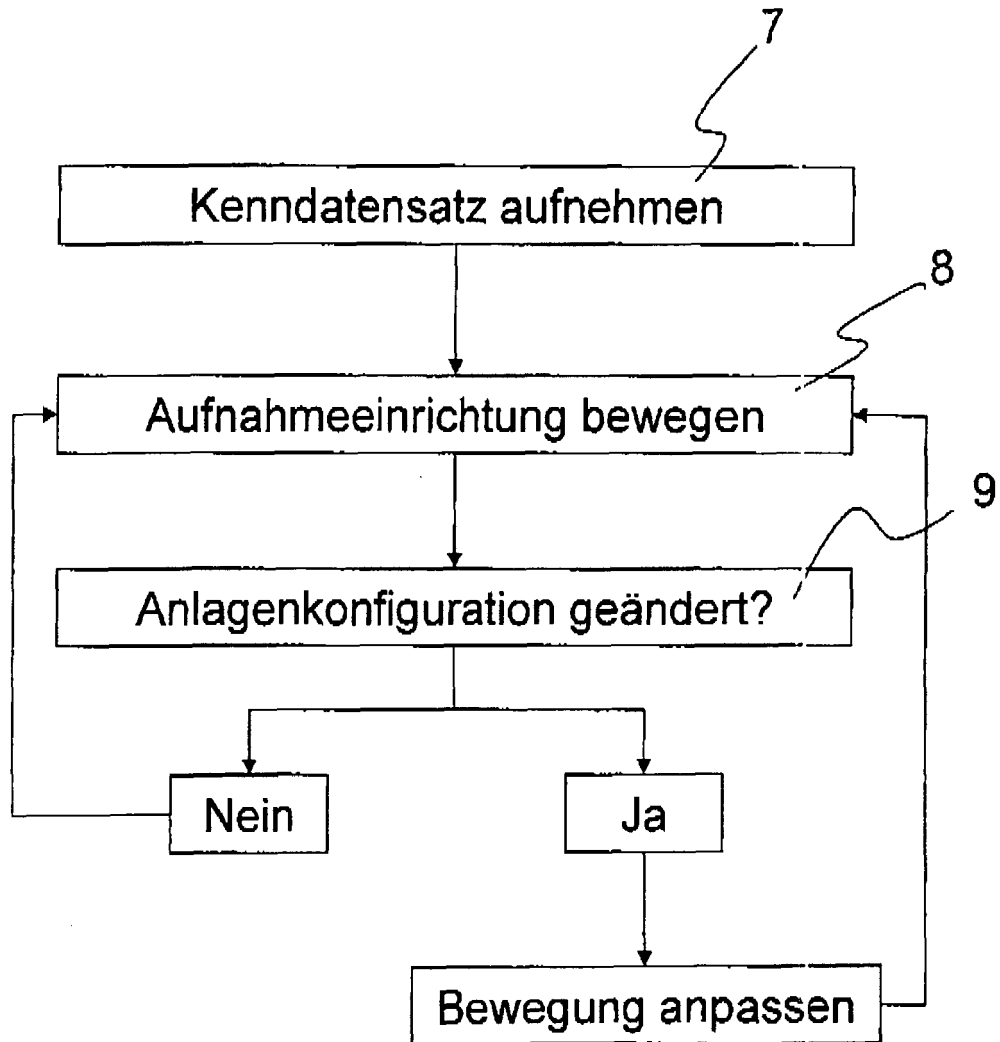 7
Kenndatensatz aufnehmen
8
Aufnahmeeinrichtung bewegen
9
Anlagenkonfiguration geändert?
Nein
Ja
Bewegung anpassen